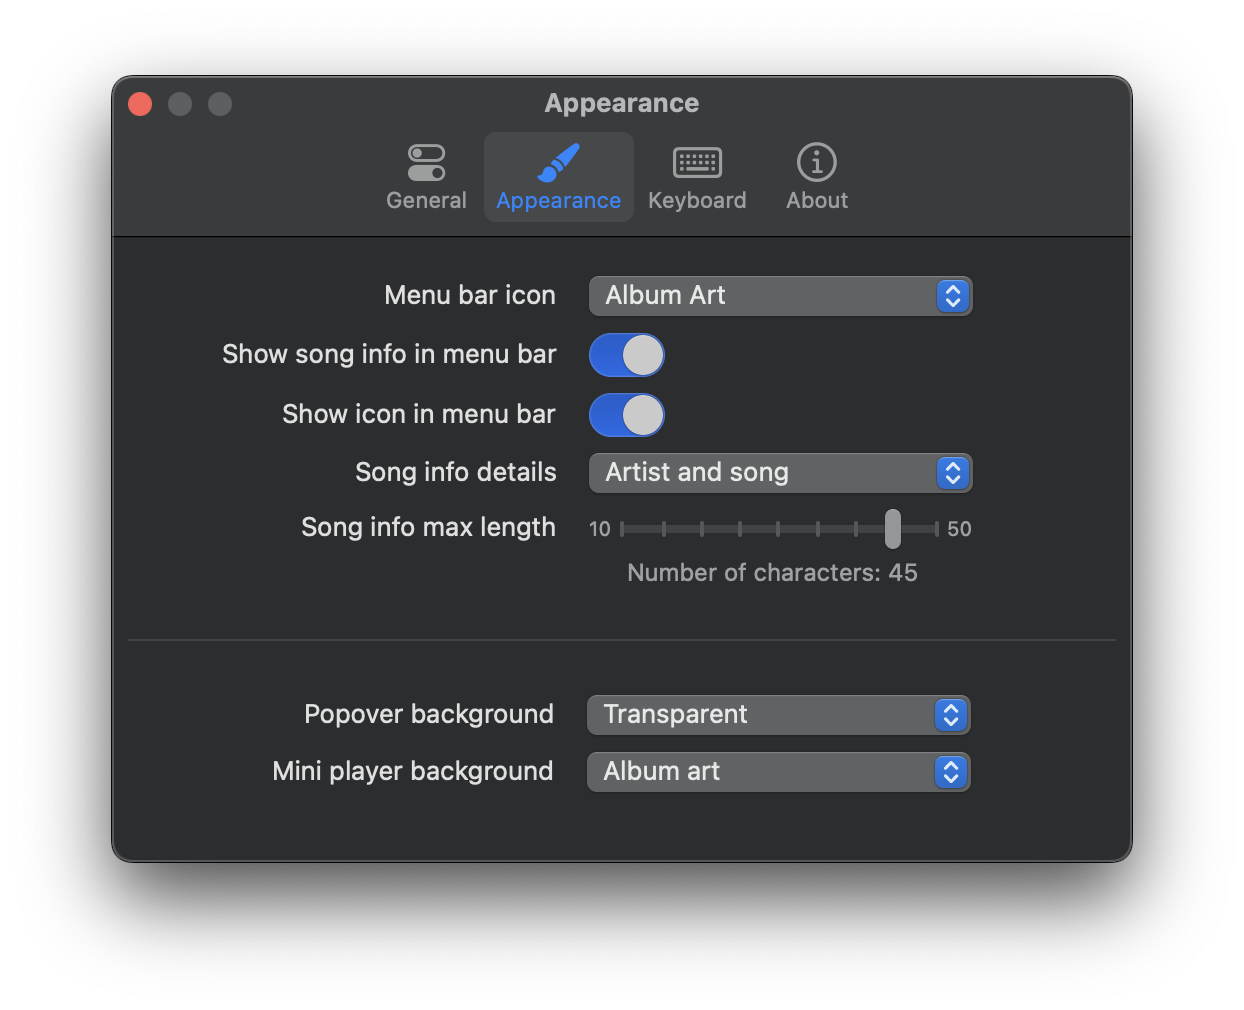 Appearance
General Appearance Keyboard About
Menu bar icon Album Art
Show song info in menu bar
Show icon in menu bar
Song info details Artist and song
Song info max length 10 50
Number of characters: 45
Popover background Transparent
Mini player background Album art